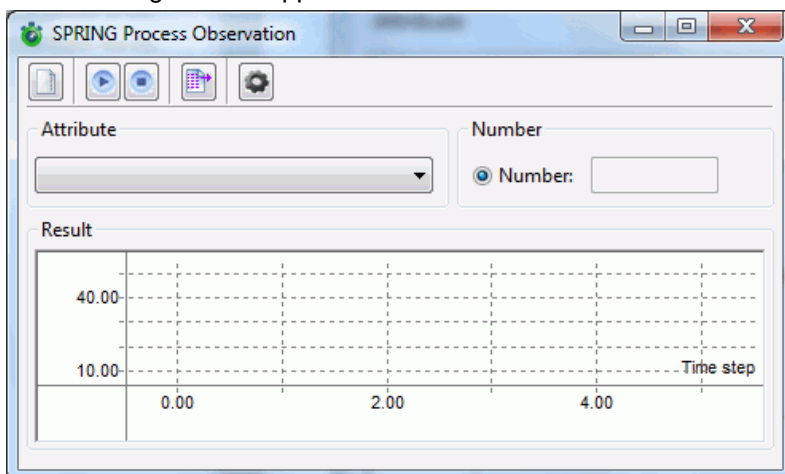 SPRING Process Observation
Attribute
Number
Number:
Result
40.00
10.00
Time step
0.00 2.00 4.00